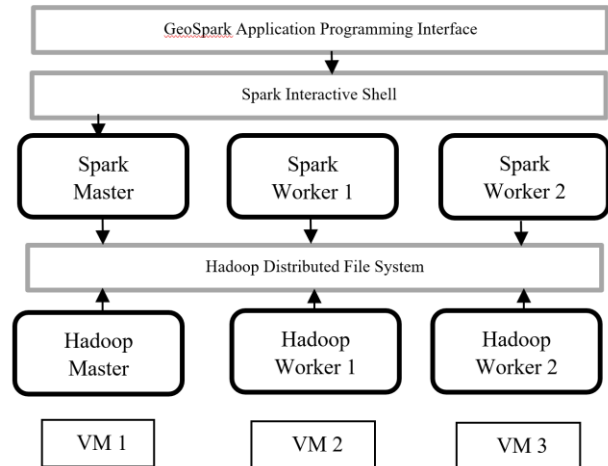 GeoSpark Application Programming Interface
Spark Interactive Shell
Spark
Master
Spark
Worker 1
Spark
Worker 2
Hadoop Distributed File System
Hadoop
Master
Hadoop
Worker 1
Hadoop
Worker 2
VM 1
VM 2
VM 3